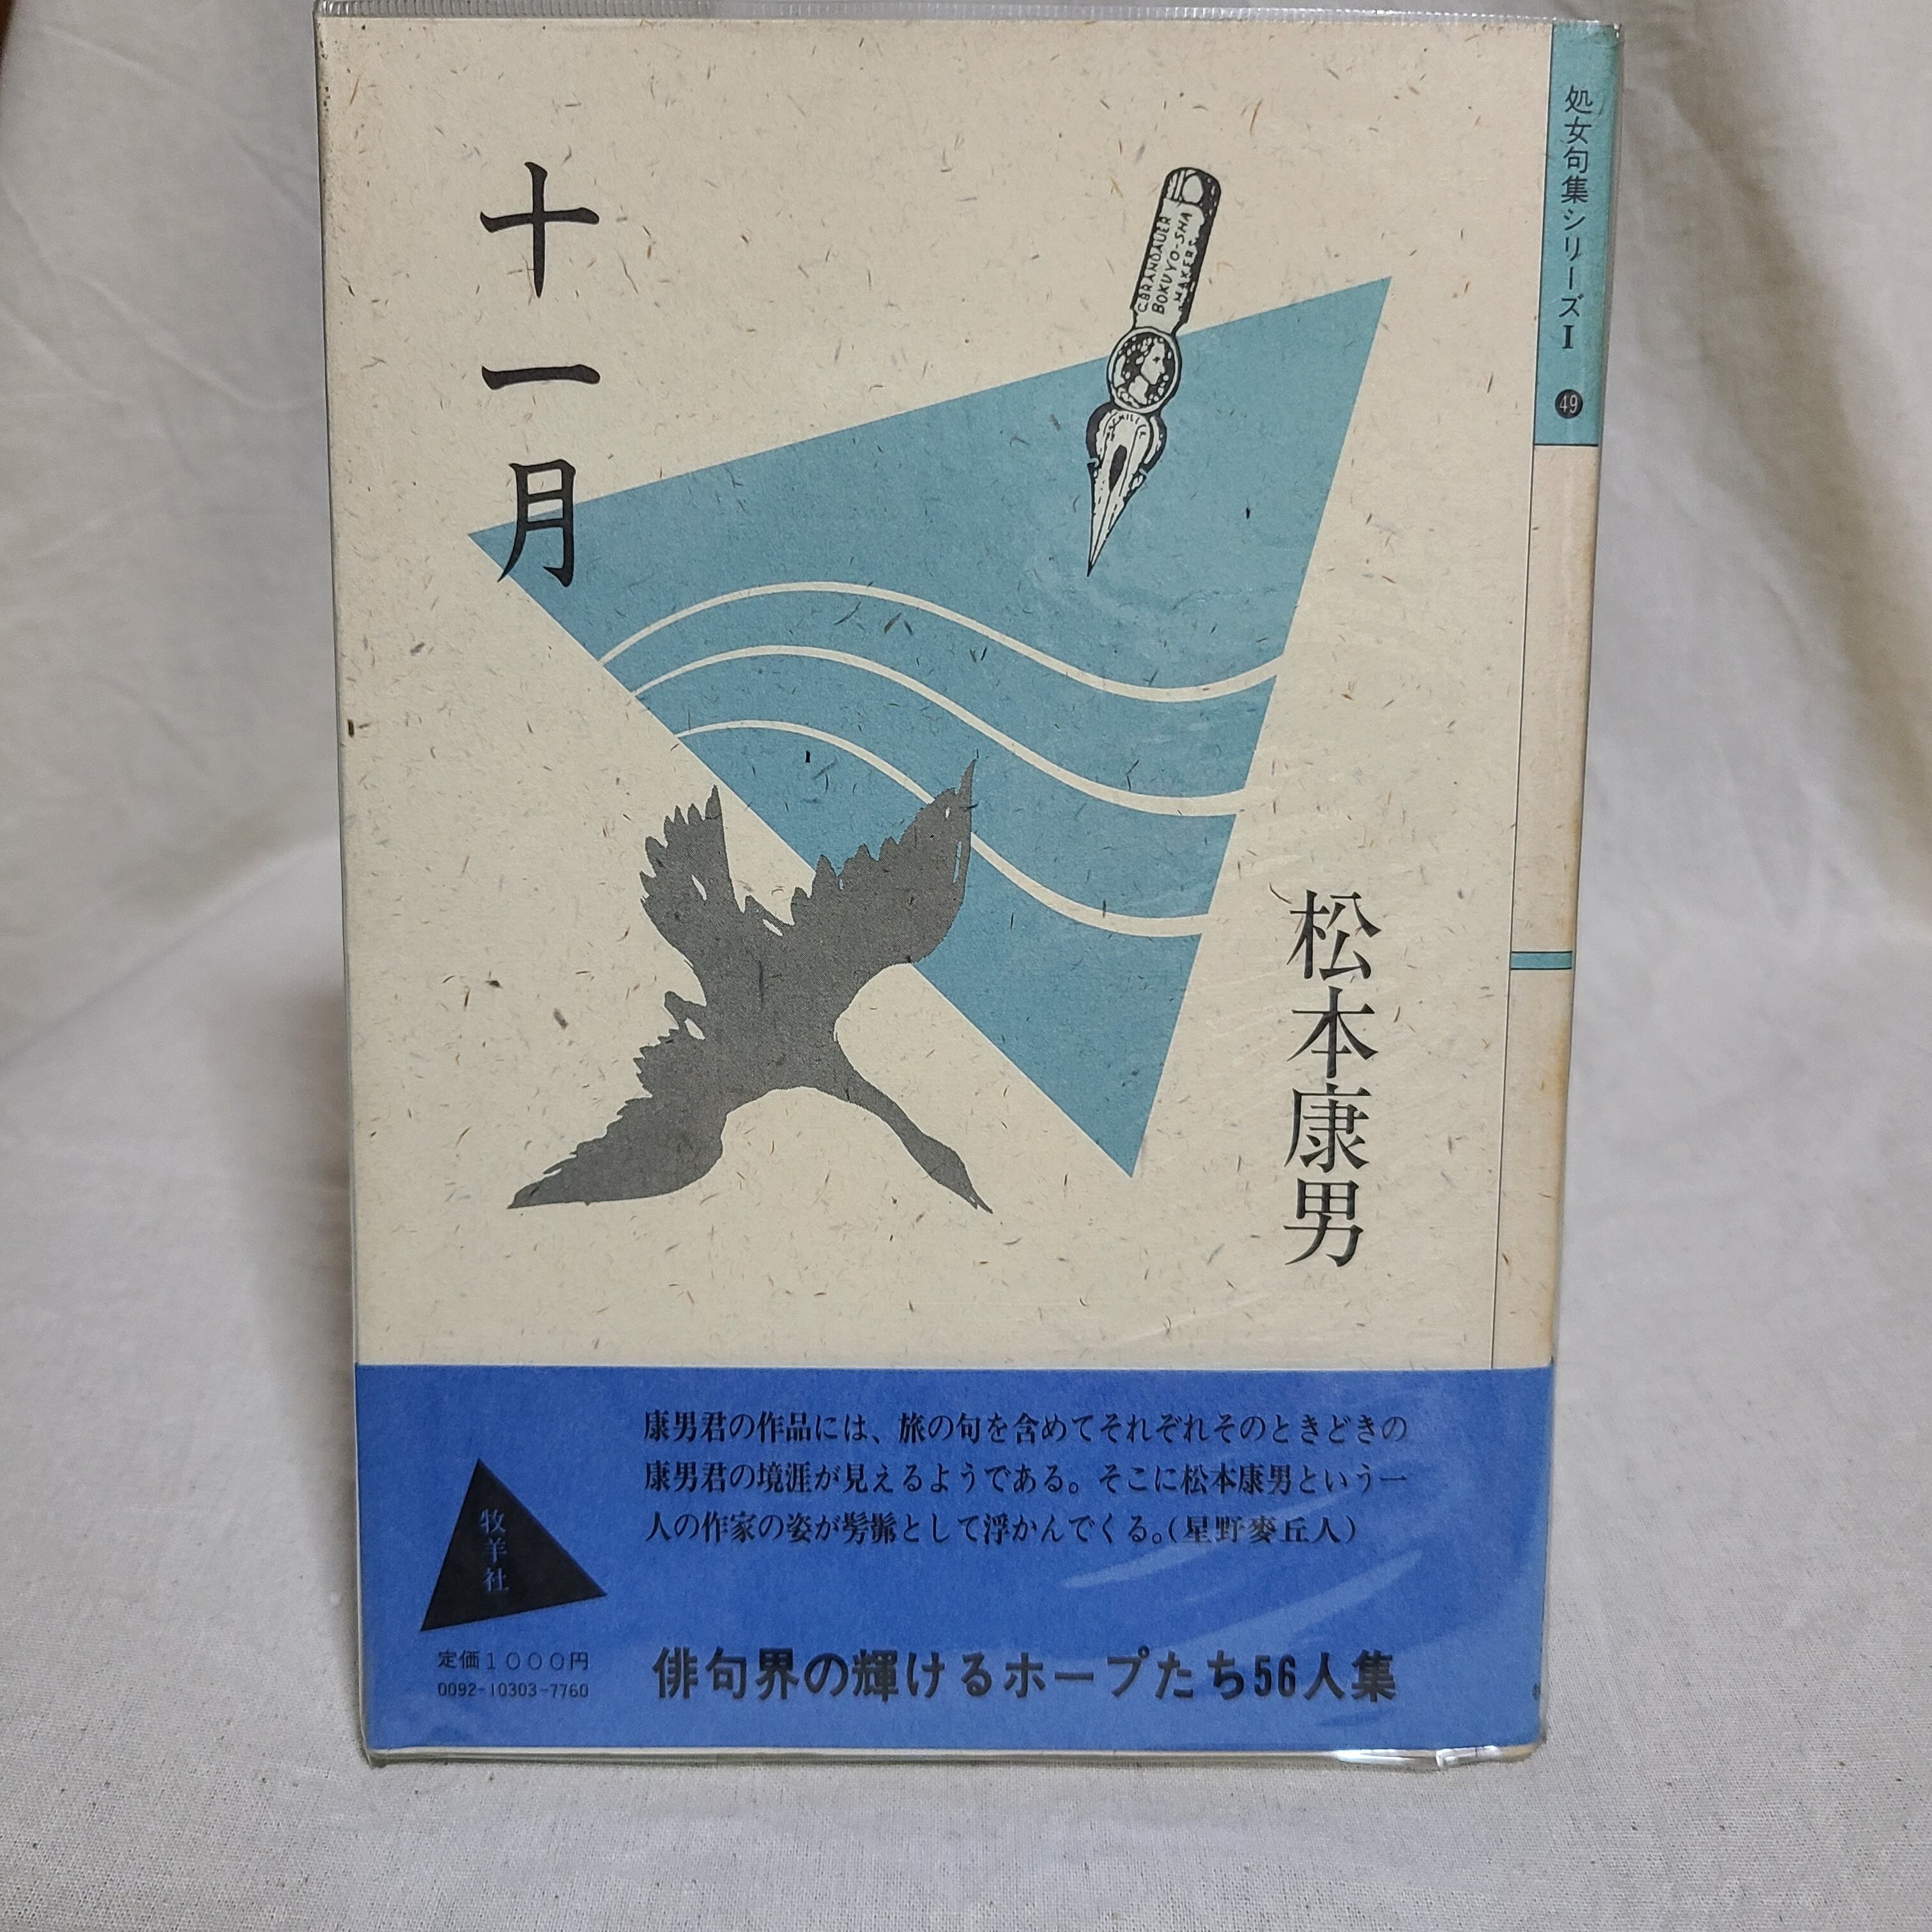 十一月
C.BRANDAUER
BOKUYO-SHA
MAKERS
松本康男
処女句集シリーズI
49
康男君の作品には、旅の句を含めてそれぞれそのときどきの
康男君の境涯が見えるようである。そこに松本康男という一
人の作家の姿が髣髴として浮かんでくる。(星野麥丘人)
牧羊社
定価1000円
0092-10303-7760
俳句界の輝けるホープたち56人集